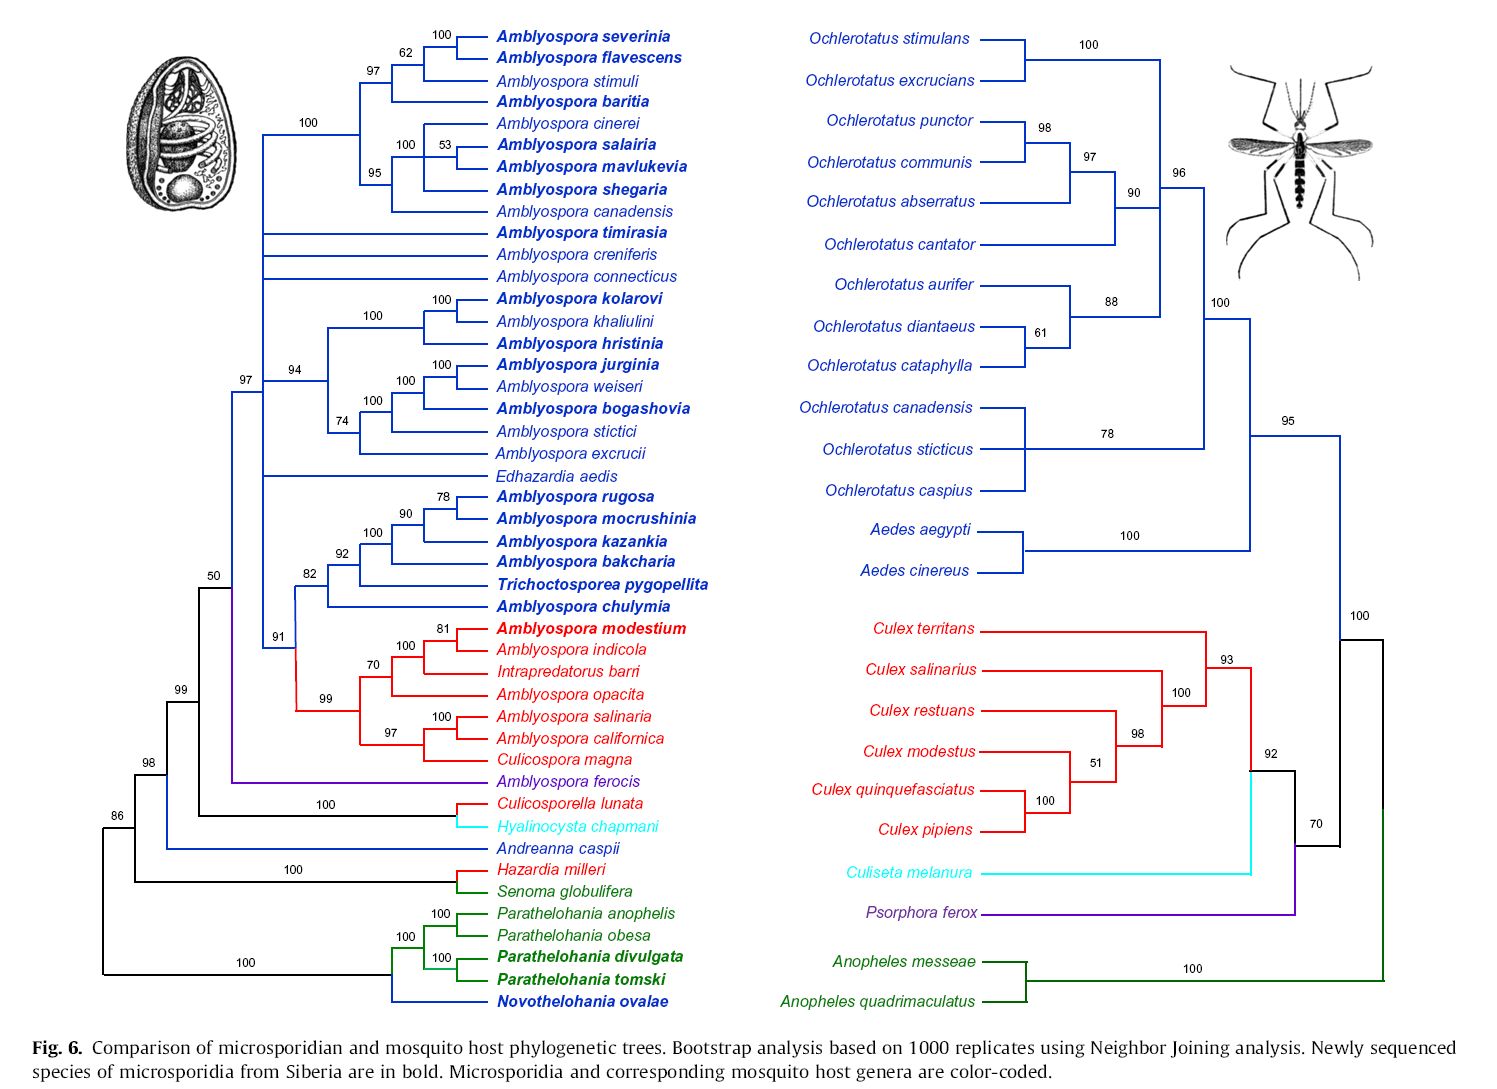 100
Amblyospora severinia
62
Amblyospora flavescens
97
Amblyospora stimuli
Amblyospora baritia
100
Amblyospora cinerei
100
53
Amblyospora salairia
Amblyospora mavlukevia
95
Amblyospora shegaria
Amblyospora canadensis
Amblyospora timirasia
Amblyospora creniferis
Amblyospora connecticus
100
Amblyospora kolarovi
100
Amblyospora khaliulini
Amblyospora hristinia
94
100
Amblyospora jurginia
97
100
Amblyospora weiseri
100
Amblyospora bogashovia
74
Amblyospora stictici
Amblyospora excrucii
Edhazardia aedis
78
Amblyospora rugosa
90
Amblyospora mocrushinia
100
Amblyospora kazankia
92
Amblyospora bakcharia
82
Trichoctosporea pygopellita
50
Amblyospora chulymia
91
81
Amblyospora modestium
100
Amblyospora indicola
70
Intrapredatorus barri
99
Amblyospora opacita
99
100
Amblyospora salinaria
97
Amblyospora californica
Culicospora magna
98
Amblyospora ferocis
100
Culicosporella lunata
86
Hyalinocysta chapmani
Andreanna caspii
100
Hazardia milleri
Senoma globulifera
100
Parathelohania anophelis
100
Parathelohania obesa
100
100
Parathelohania divulgata
Parathelohania tomski
Novothelohania ovalae
Ochlerotatus stimulans
100
Ochlerotatus excrucians
Ochlerotatus punctor
98
Ochlerotatus communis
97
96
Ochlerotatus abserratus
90
Ochlerotatus cantator
Ochlerotatus aurifer
88
100
Ochlerotatus diantaeus
61
Ochlerotatus cataphylla
Ochlerotatus canadensis
95
Ochlerotatus sticticus
78
Ochlerotatus caspius
Aedes aegypti
100
Aedes cinereus
100
Culex territans
93
Culex salinarius
100
Culex restuans
98
Culex modestus
51
92
Culex quinquefasciatus
100
Culex pipiens
70
Culiseta melanura
Psorphora ferox
Anopheles messeae
100
Anopheles quadrimaculatus
Fig. 6. Comparison of microsporidian and mosquito host phylogenetic trees. Bootstrap analysis based on 1000 replicates using Neighbor Joining analysis. Newly sequenced
species of microsporidia from Siberia are in bold. Microsporidia and corresponding mosquito host genera are color-coded.